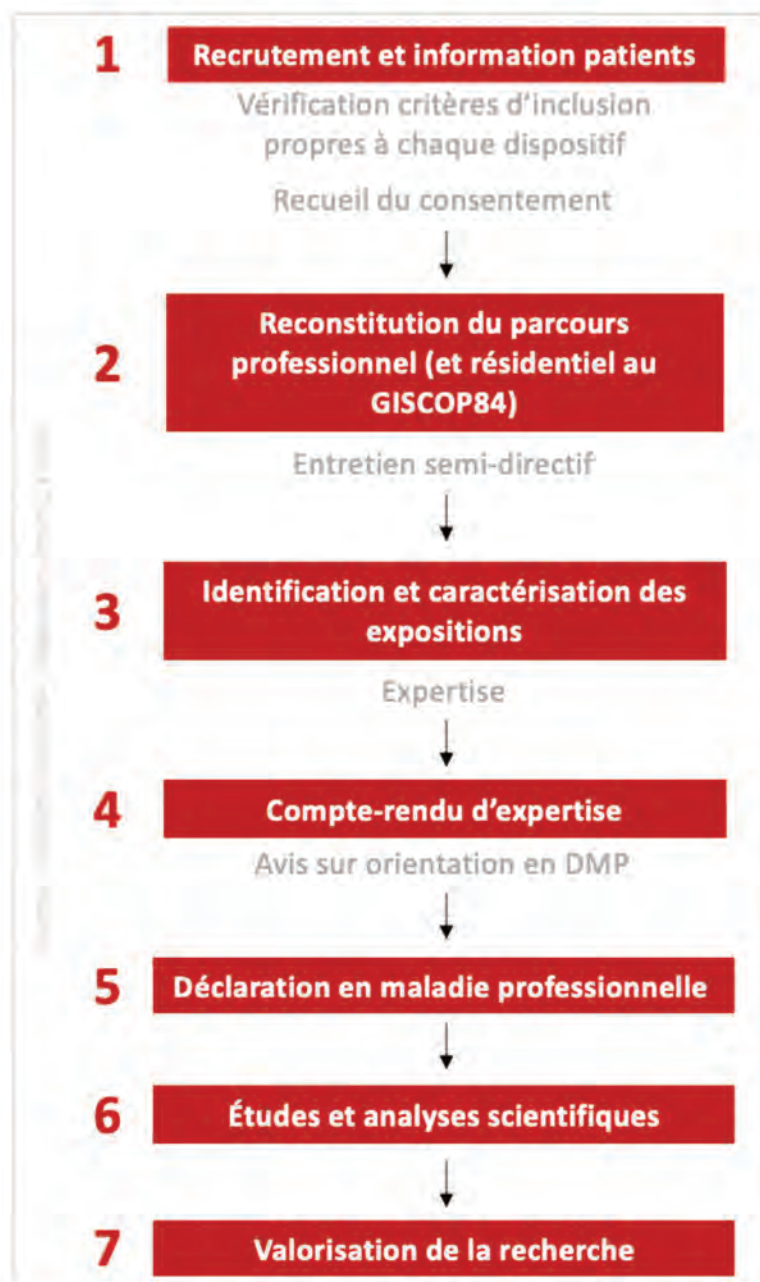 1 Recrutement et information patients
Vérification critères d'inclusion
propres à chaque dispositif
Recueil du consentement
2 Reconstitution du parcours
professionnel (et résidentiel au
GISCOP84)
Entretien semi-directif
3 Identification et caractérisation des
expositions
Expertise
4 Compte-rendu d'expertise
Avis sur orientation en DMP
5 Déclaration en maladie professionnelle
6 Études et analyses scientifiques
7 Valorisation de la recherche